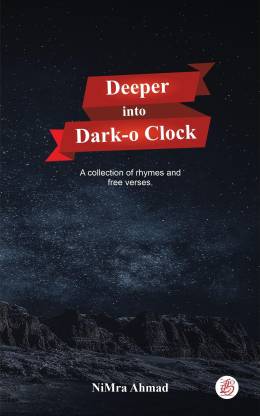 Deeper
into
Dark-o Clock
A collection of rhymes and
free verses.
NiMra Ahmad